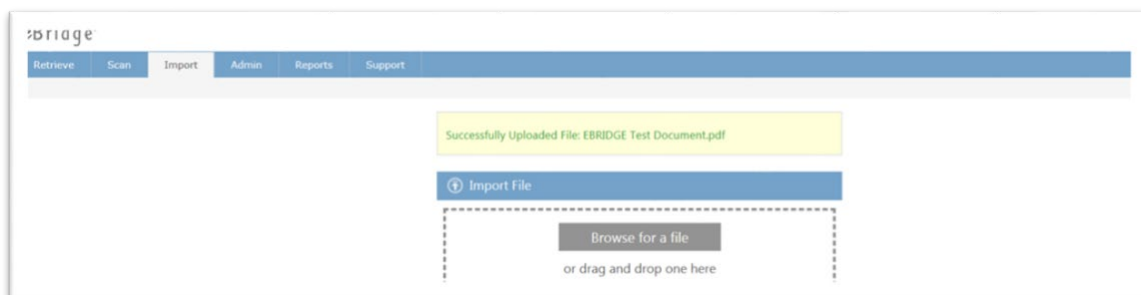 eBridge
Retrieve Scan Import Admin Reports Support
Successfully Uploaded File: EBRIDGE Test Document.pdf
Import File
Browse for a file
or drag and drop one here